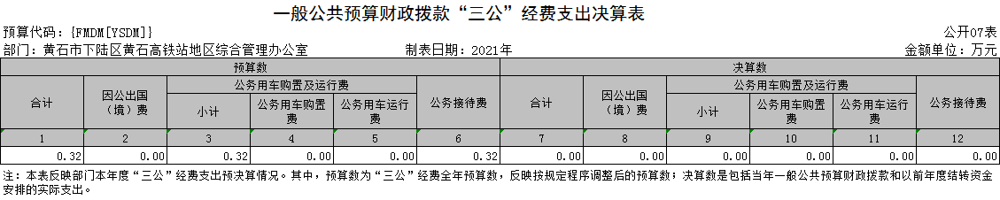 一般公共预算财政拨款“三公”经费支出决算表
预算代码：{FMDM[YSDM]} 公开07表
部门：黄石市下陆区黄石高铁站地区综合管理办公室 制表日期：2021年 金额单位：万元
预算数 决算数
合计 因公出国（境）费 公务用车购置及运行费 公务接待费 合计 因公出国（境）费 公务用车购置及运行费 公务接待费
小计 公务用车购置费 公务用车运行费 小计 公务用车购置费 公务用车运行费
1 2 3 4 5 6 7 8 9 10 11 12
0.32 0.00 0.32 0.00 0.00 0.32 0.00 0.00 0.00 0.00 0.00 0.00
注：本表反映部门本年度“三公”经费支出预决算情况。其中，预算数为“三公”经费全年预算数，反映按规定程序调整后的预算数；决算数是包括当年一般公共预算财政拨款和以前年度结转资金
安排的实际支出。